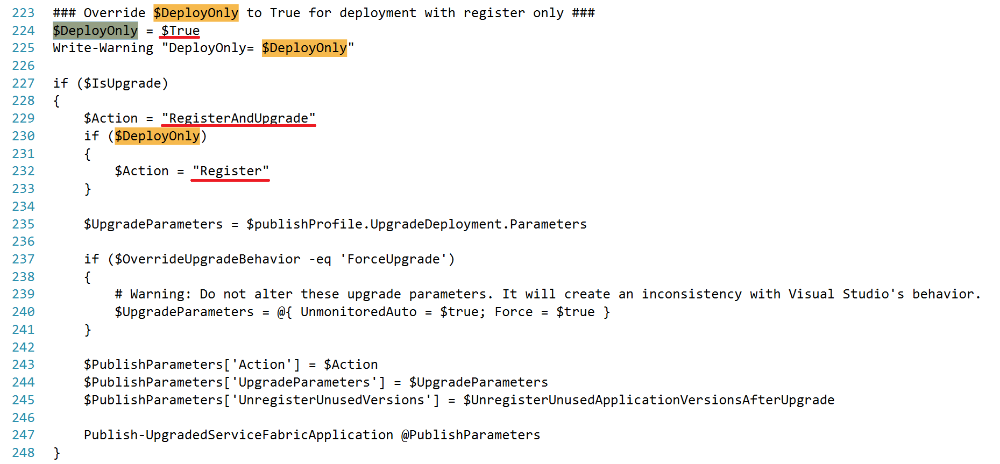 223 ### Override $DeployOnly to True for deployment with register only ###
224 $DeployOnly = $True
225 Write-Warning "DeployOnly= $DeployOnly"
226
227 if ($IsUpgrade)
228 {
229     $Action = "RegisterAndUpgrade"
230     if ($DeployOnly)
231     {
232         $Action = "Register"
233     }
234
235     $UpgradeParameters = $publishProfile.UpgradeDeployment.Parameters
236
237     if ($OverrideUpgradeBehavior -eq 'ForceUpgrade')
238     {
239         # Warning: Do not alter these upgrade parameters. It will create an inconsistency with Visual Studio's behavior.
240         $UpgradeParameters = @{ UnmonitoredAuto = $true; Force = $true }
241     }
242
243     $PublishParameters['Action'] = $Action
244     $PublishParameters['UpgradeParameters'] = $UpgradeParameters
245     $PublishParameters['UnregisterUnusedVersions'] = $UnregisterUnusedApplicationVersionsAfterUpgrade
246
247     Publish-UpgradedServiceFabricApplication @PublishParameters
248 }